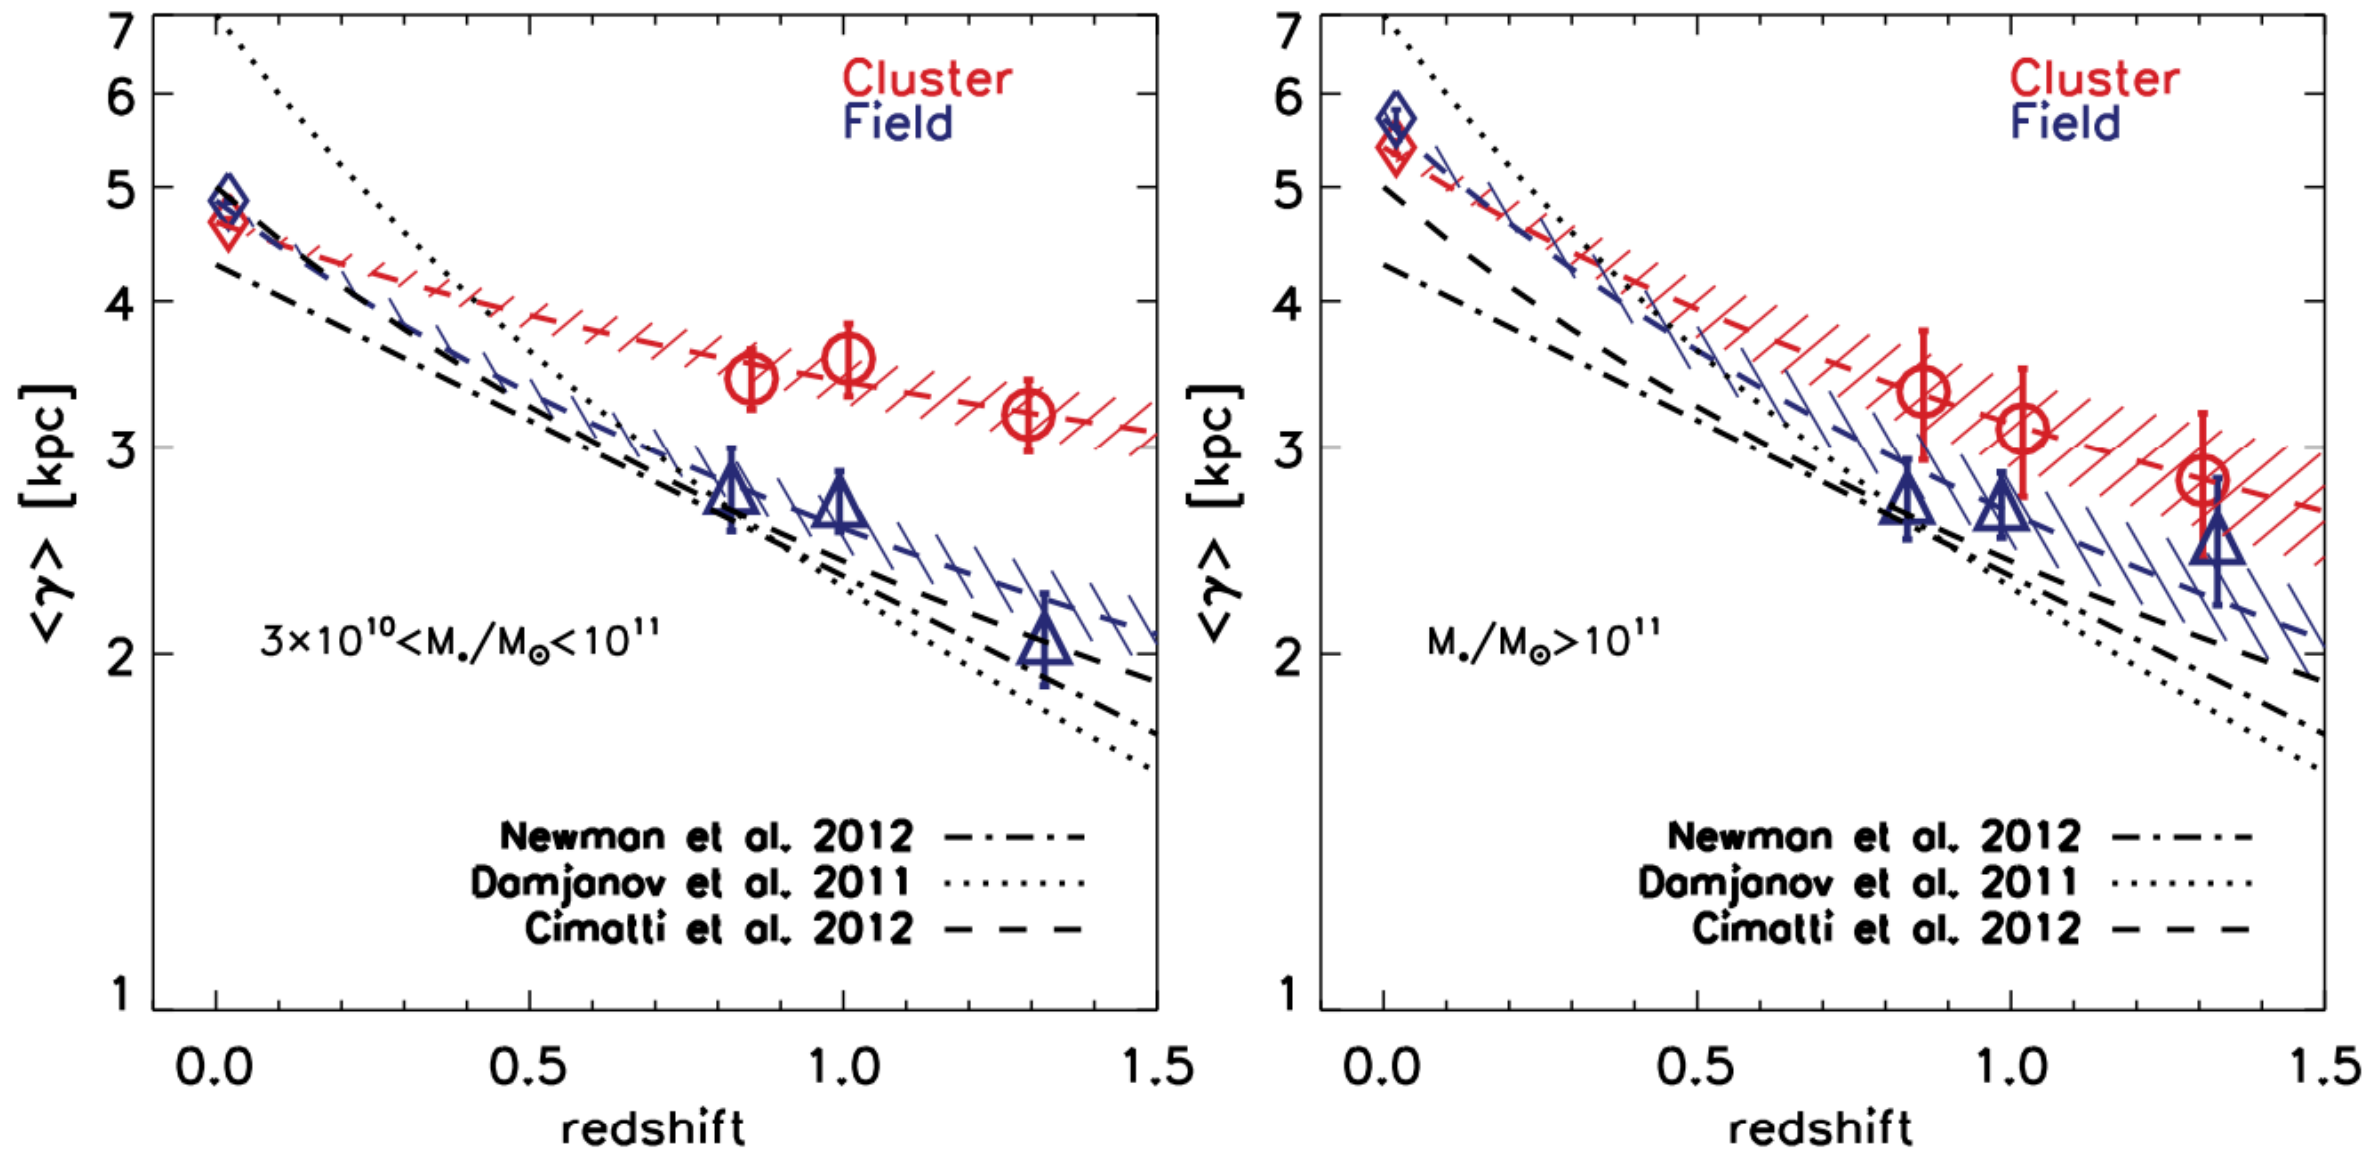 7
6
5
4
3
2
1
<γ> [kpc]
Cluster
Field
3×10¹⁰<M•/M⊙<10¹¹
Newman et al. 2012
Damjanov et al. 2011
Cimatti et al. 2012
0.0 0.5 1.0 1.5
redshift
7
6
5
4
3
2
1
<γ> [kpc]
Cluster
Field
M•/M⊙>10¹¹
Newman et al. 2012
Damjanov et al. 2011
Cimatti et al. 2012
0.0 0.5 1.0 1.5
redshift